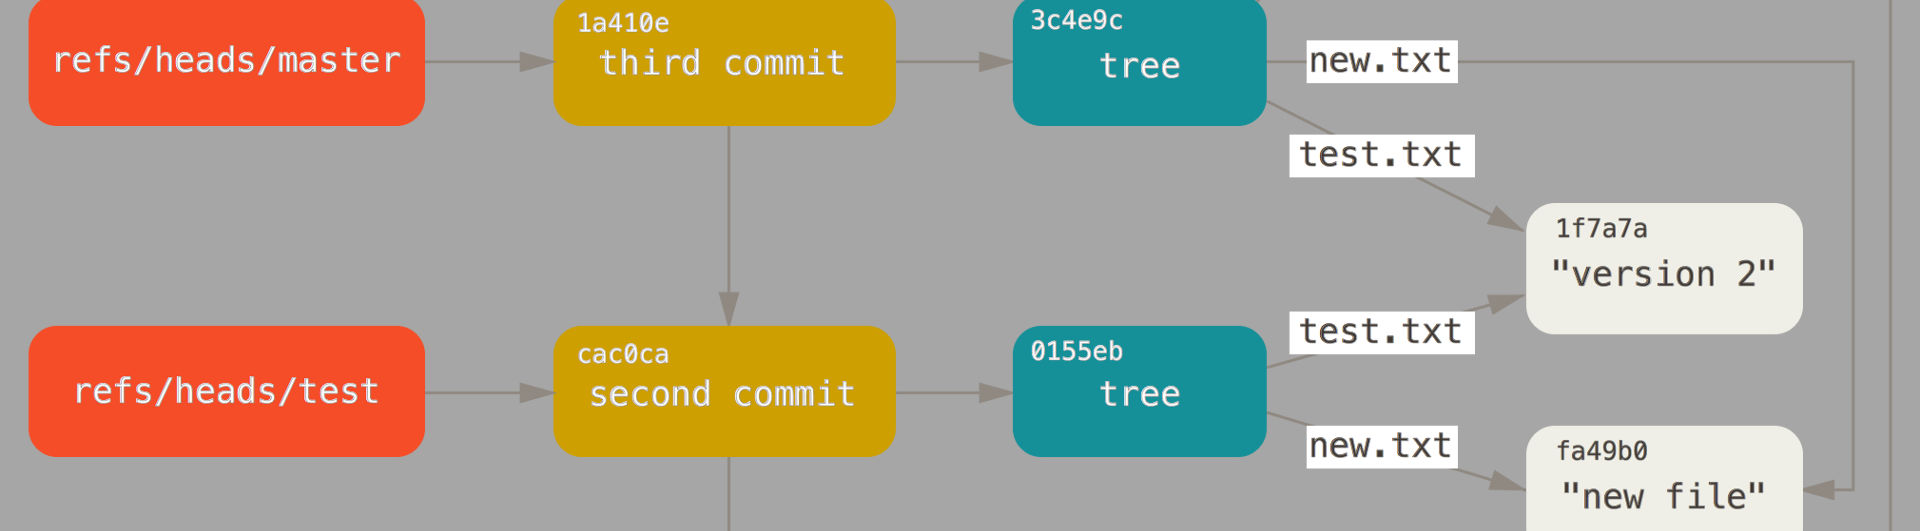 refs/heads/master
1a410e
third commit
3c4e9c
tree
new.txt
test.txt
1f7a7a
"version 2"
test.txt
refs/heads/test
cac0ca
second commit
0155eb
tree
new.txt
fa49b0
"new file"